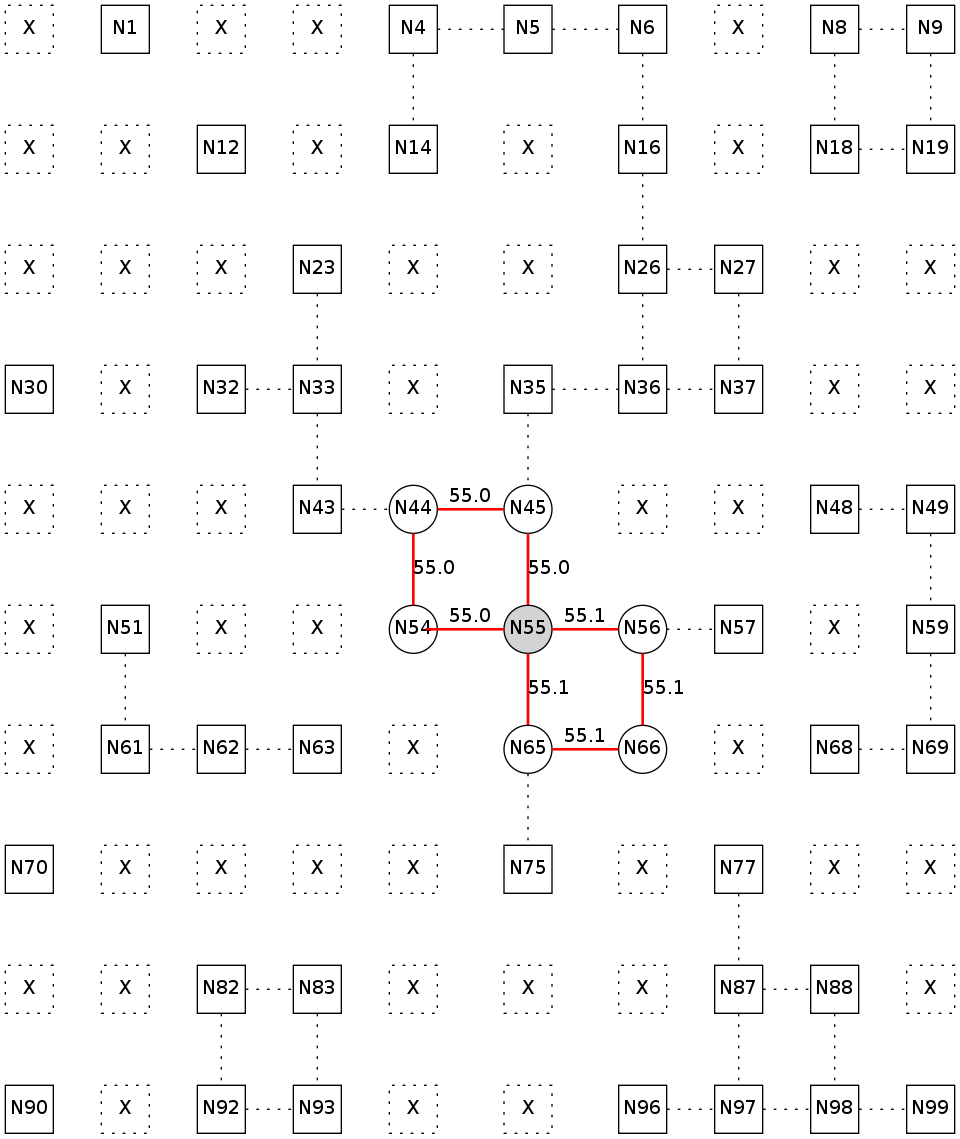 X N1 X X N4 N5 N6 X N8 N9
X X N12 X N14 X N16 X N18 N19
X X X N23 X X N26 N27 X X
N30 X N32 N33 X N35 N36 N37 X X
55.0
X X X N43 N44 N45 X X N48 N49
55.0 55.0
55.0 55.1
X N51 X X N54 N55 N56 N57 X N59
55.1 55.1
55.1
X N61 N62 N63 X N65 N66 X N68 N69
N70 X X X X N75 X N77 X X
X X N82 N83 X X X N87 N88 X
N90 X N92 N93 X X N96 N97 N98 N99